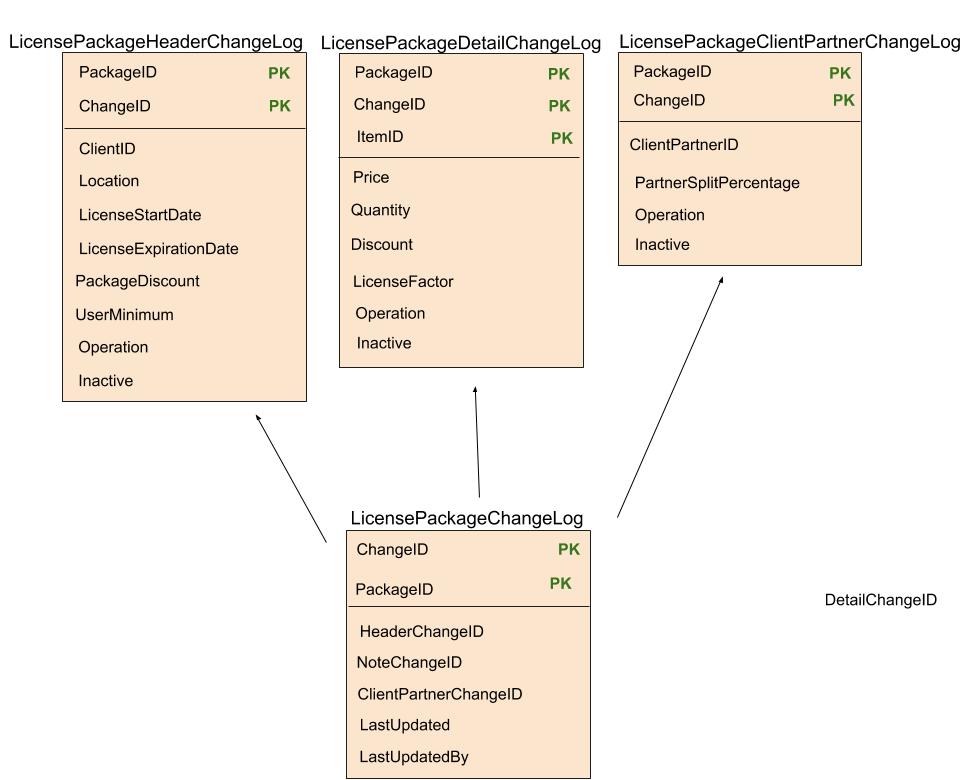 LicensePackageHeaderChangeLog
PackageID PK
ChangeID PK
ClientID
Location
LicenseStartDate
LicenseExpirationDate
PackageDiscount
UserMinimum
Operation
Inactive
LicensePackageDetailChangeLog
PackageID PK
ChangeID PK
ItemID PK
Price
Quantity
Discount
LicenseFactor
Operation
Inactive
LicensePackageClientPartnerChangeLog
PackageID PK
ChangeID PK
ClientPartnerID
PartnerSplitPercentage
Operation
Inactive
LicensePackageChangeLog
ChangeID PK
PackageID PK
HeaderChangeID
NoteChangeID
ClientPartnerChangeID
LastUpdated
LastUpdatedBy
DetailChangeID